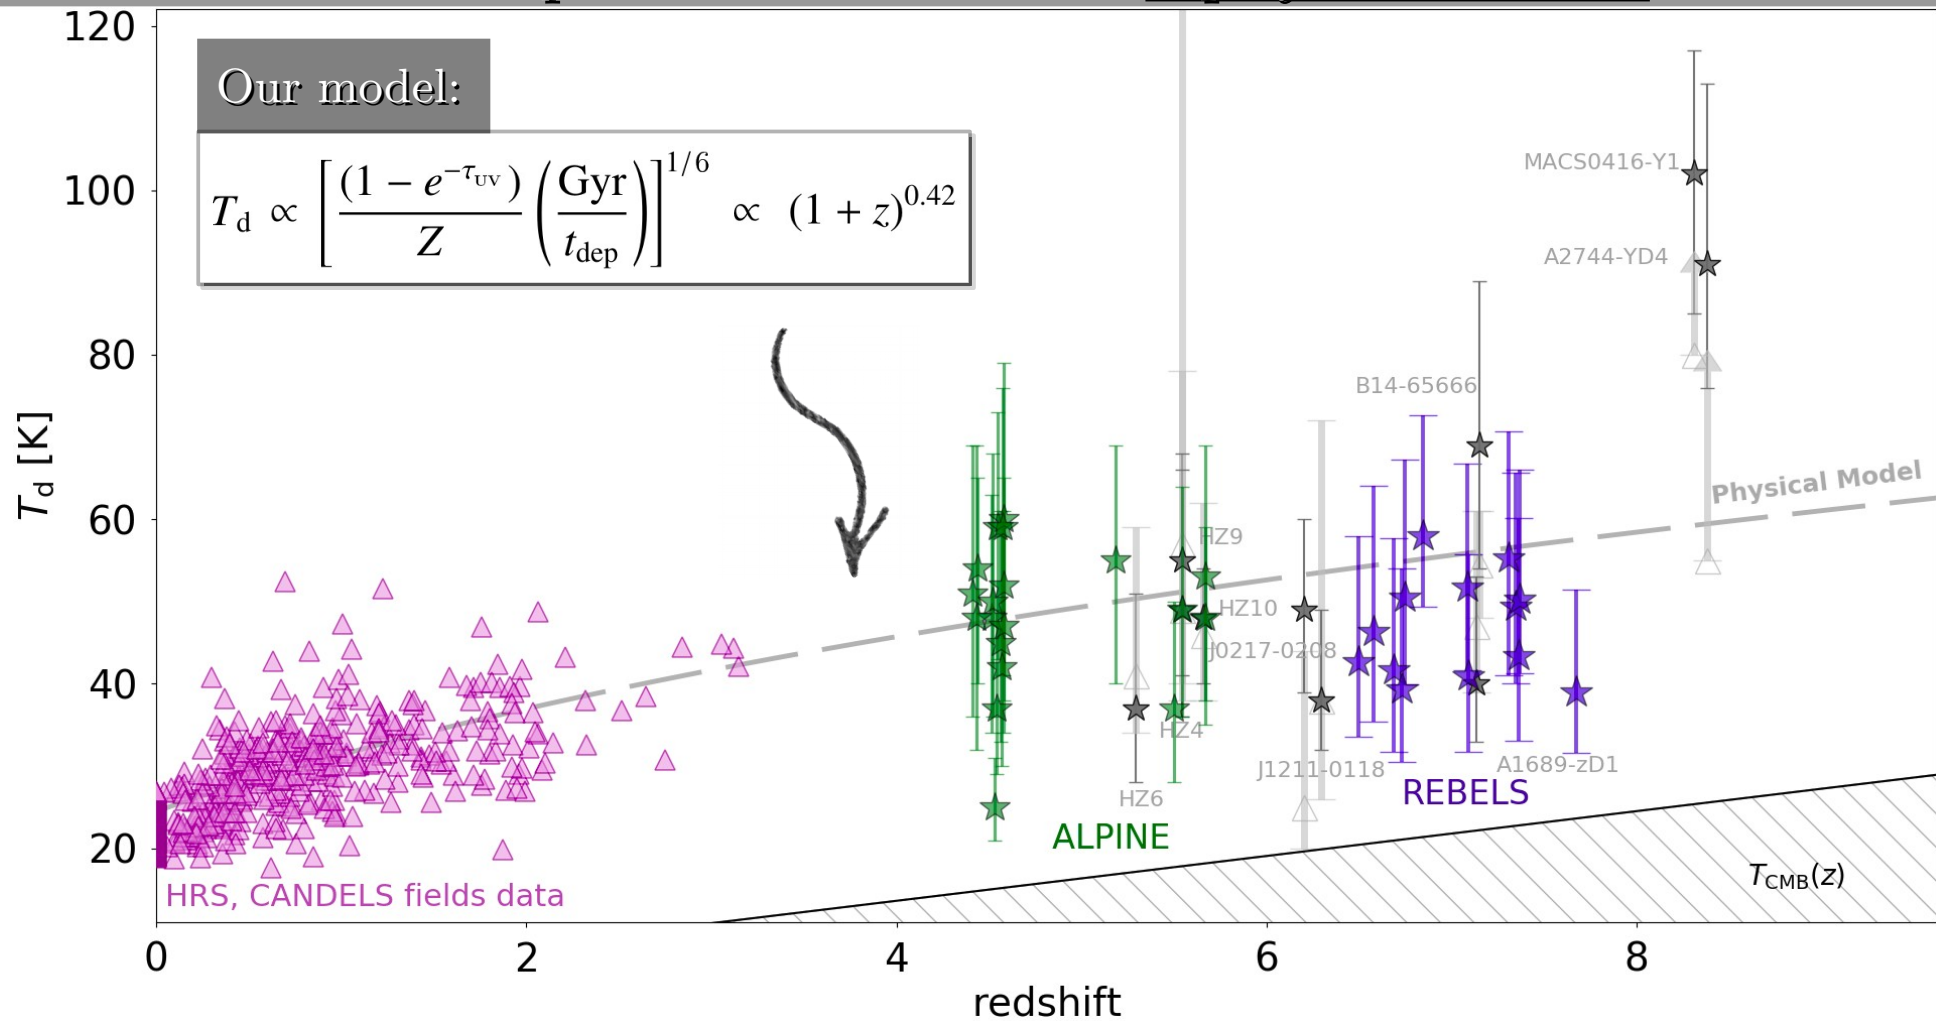 Our model:
T_d ∝ [ (1 − e^{−τ_UV}) / Z ( Gyr / t_dep ) ]^{1/6} ∝ (1 + z)^{0.42}
120
100
80
60
40
20
T_d [K]
MACS0416-Y1
A2744-YD4
B14-65666
Physical Model
HZ9
HZ10
J0217-0208
HZ4
J1211-0118
A1689-zD1
HZ6
REBELS
ALPINE
T_CMB(z)
HRS, CANDELS fields data
0 2 4 6 8
redshift